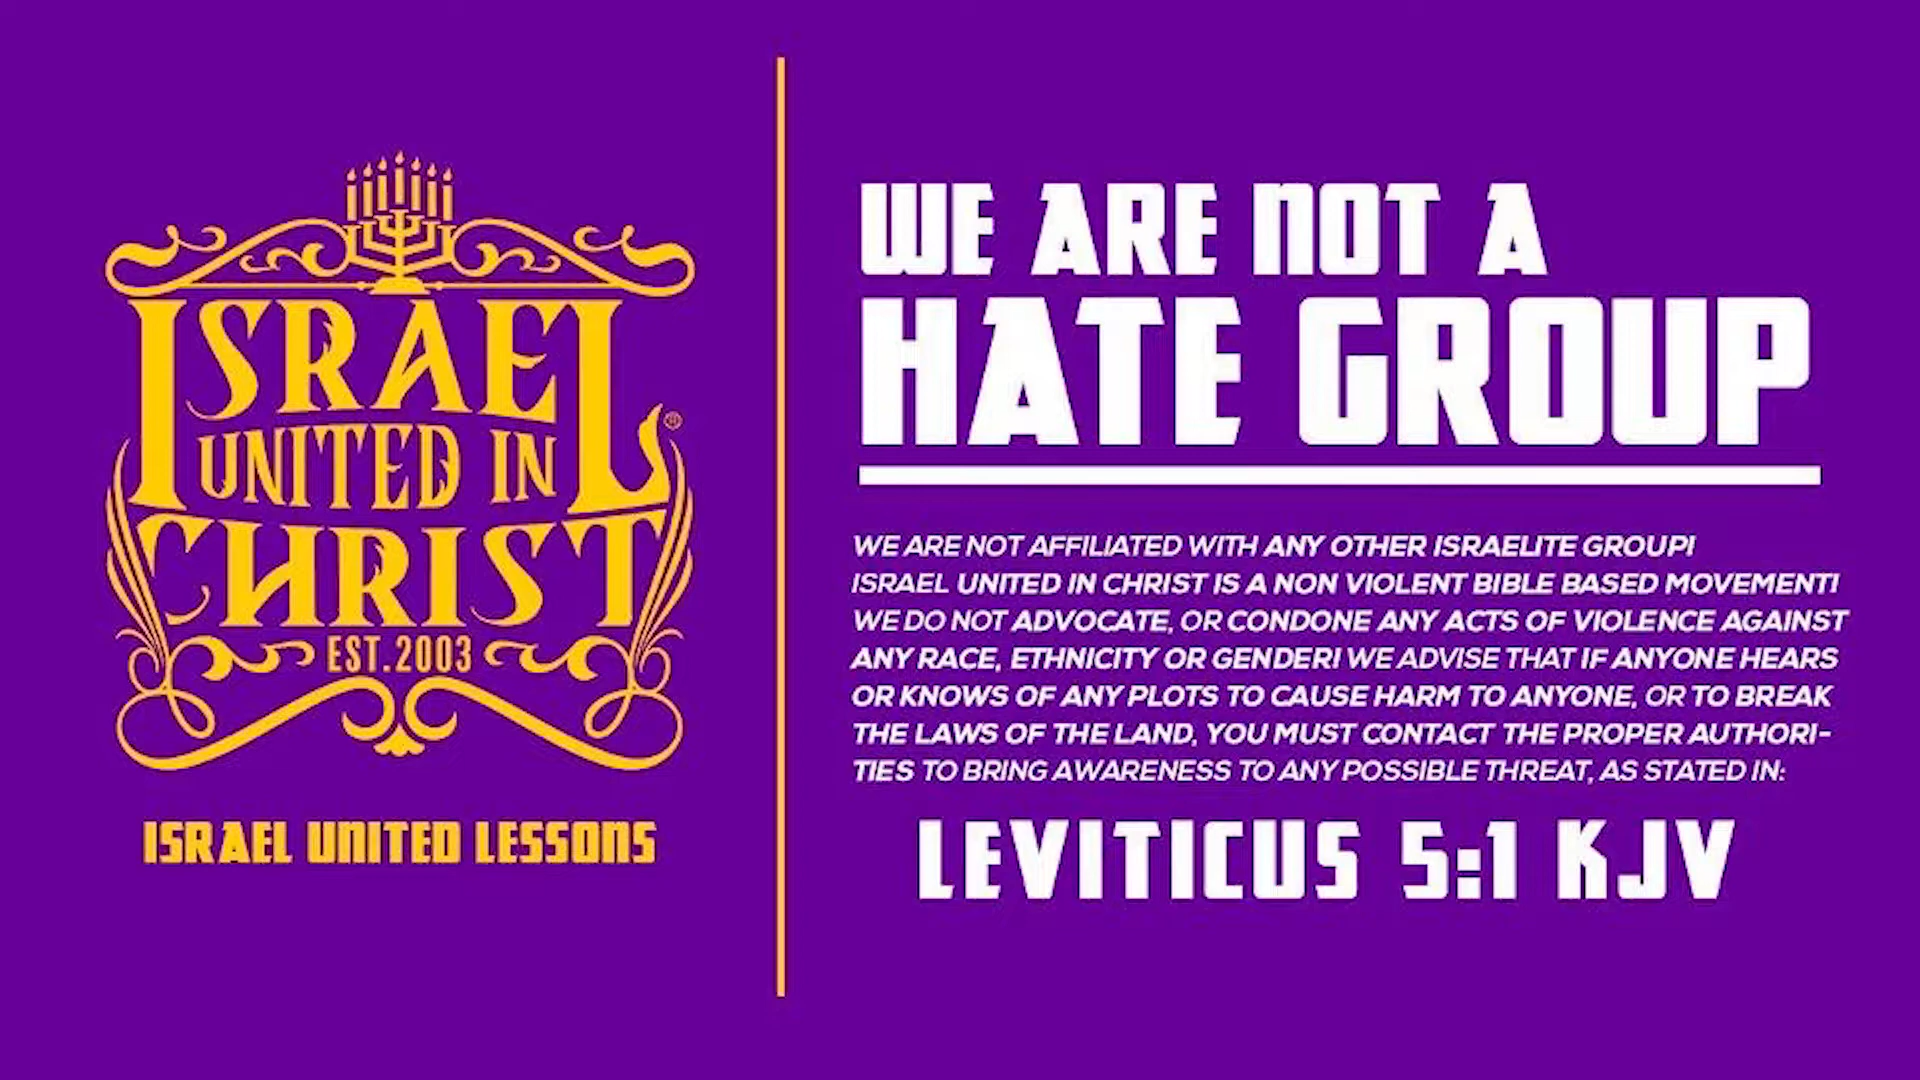 ISRAEL
UNITED IN
CHRIST
®
EST. 2003
ISRAEL UNITED LESSONS
WE ARE NOT A
HATE GROUP
WE ARE NOT AFFILIATED WITH ANY OTHER ISRAELITE GROUP!
ISRAEL UNITED IN CHRIST IS A NON VIOLENT BIBLE BASED MOVEMENT!
WE DO NOT ADVOCATE, OR CONDONE ANY ACTS OF VIOLENCE AGAINST
ANY RACE, ETHNICITY OR GENDER! WE ADVISE THAT IF ANYONE HEARS
OR KNOWS OF ANY PLOTS TO CAUSE HARM TO ANYONE, OR TO BREAK
THE LAWS OF THE LAND, YOU MUST CONTACT THE PROPER AUTHORI-
TIES TO BRING AWARENESS TO ANY POSSIBLE THREAT, AS STATED IN:
LEVITICUS 5:1 KJV